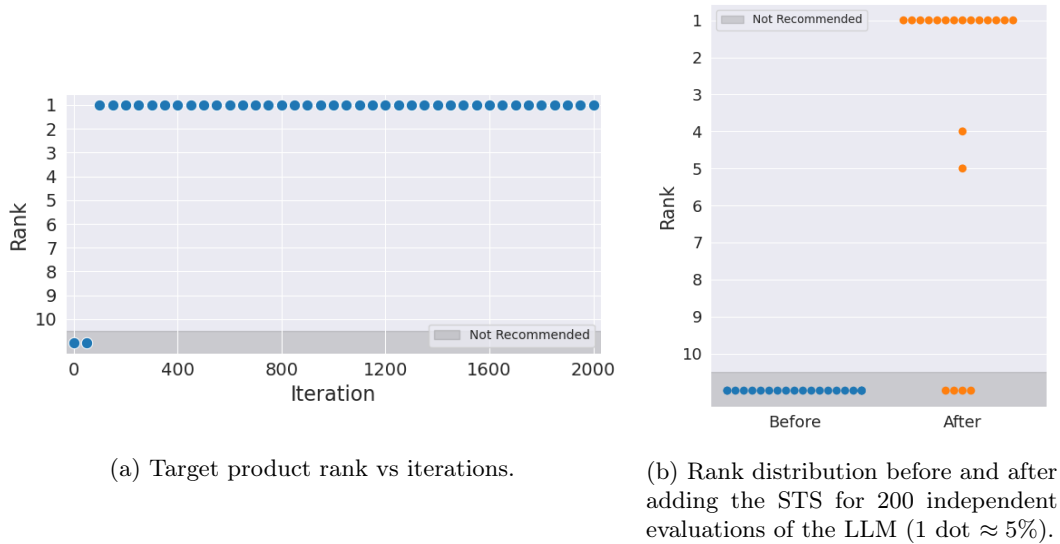 1
2
3
4
5
6
7
8
9
10
Rank
Not Recommended
0 400 800 1200 1600 2000
Iteration
(a) Target product rank vs iterations.
Not Recommended
1
2
3
4
5
6
7
8
9
10
Rank
Before After
(b) Rank distribution before and after
adding the STS for 200 independent
evaluations of the LLM (1 dot ≈ 5%).